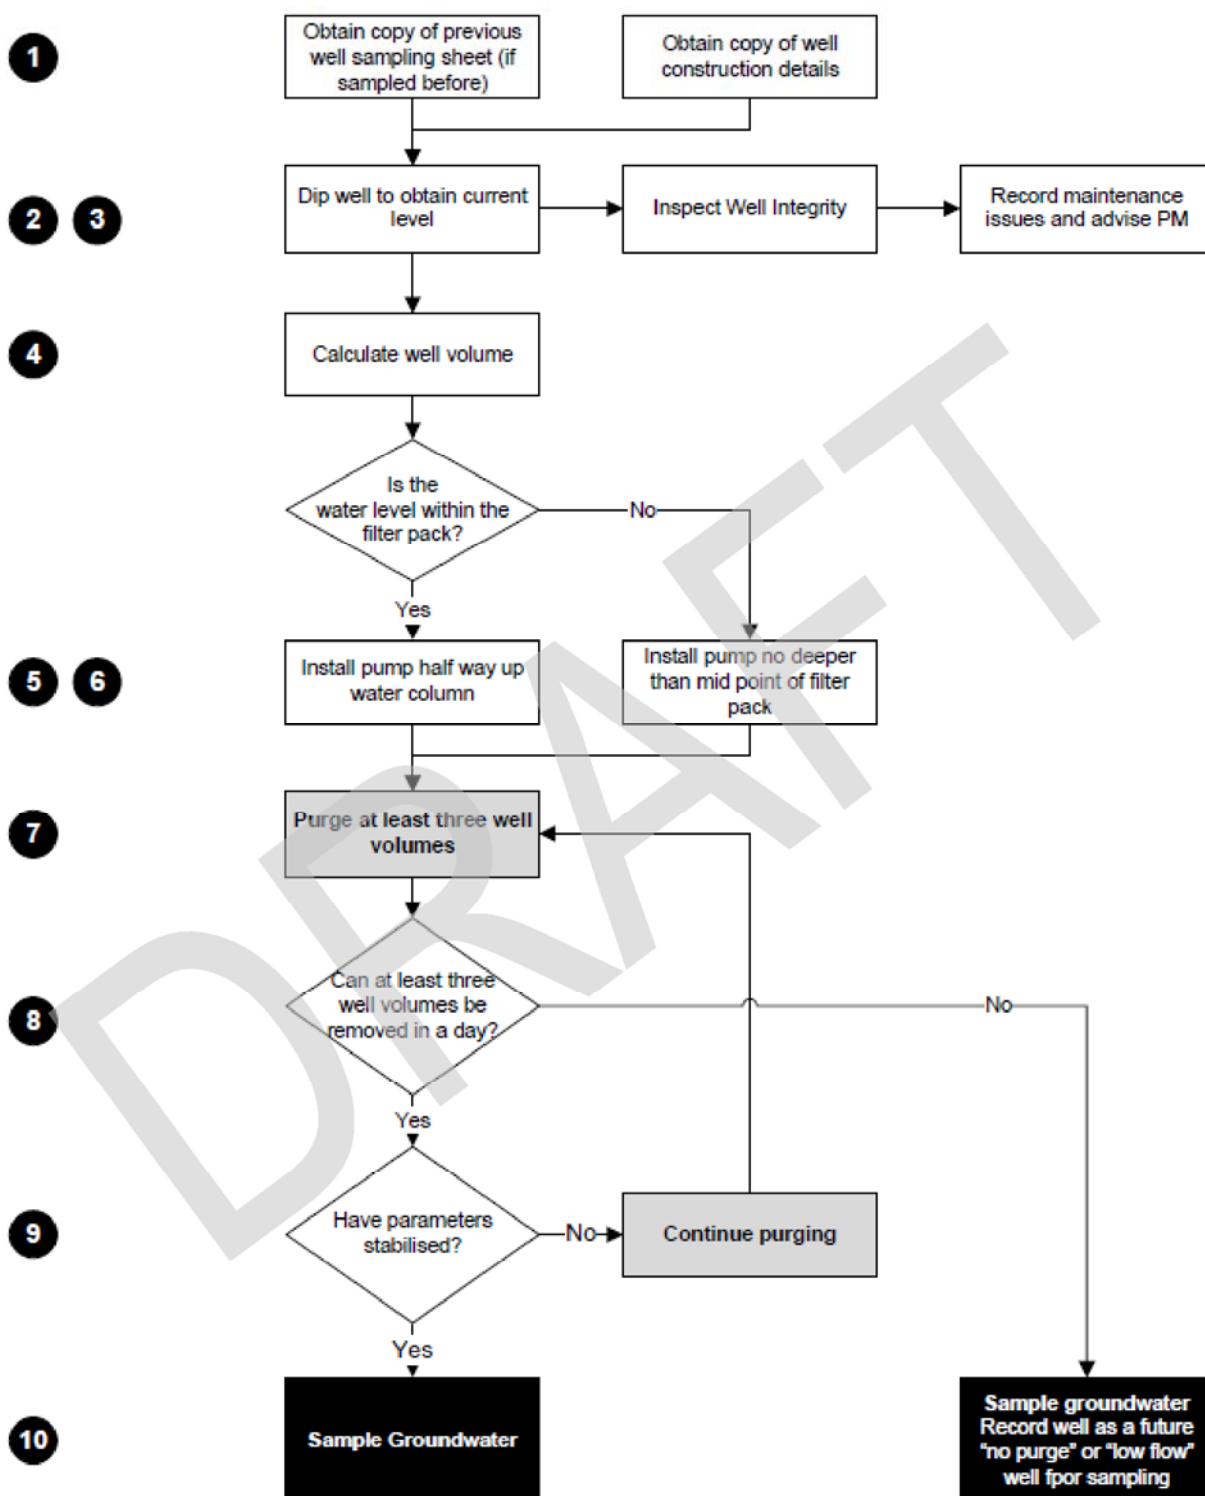 1
Obtain copy of previous
well sampling sheet (if
sampled before)
Obtain copy of well
construction details
2
3
Dip well to obtain current
level
Inspect Well Integrity
Record maintenance
issues and advise PM
4
Calculate well volume
Is the
water level within the
filter pack?
No
Yes
5
6
Install pump half way up
water column
Install pump no deeper
than mid point of filter
pack
7
Purge at least three well
volumes
8
Can at least three
well volumes be
removed in a day?
No
Yes
9
Have parameters
stabilised?
No
Continue purging
Yes
10
Sample Groundwater
Sample groundwater
Record well as a future
“no purge” or “low flow”
well fpor sampling
DRAFT